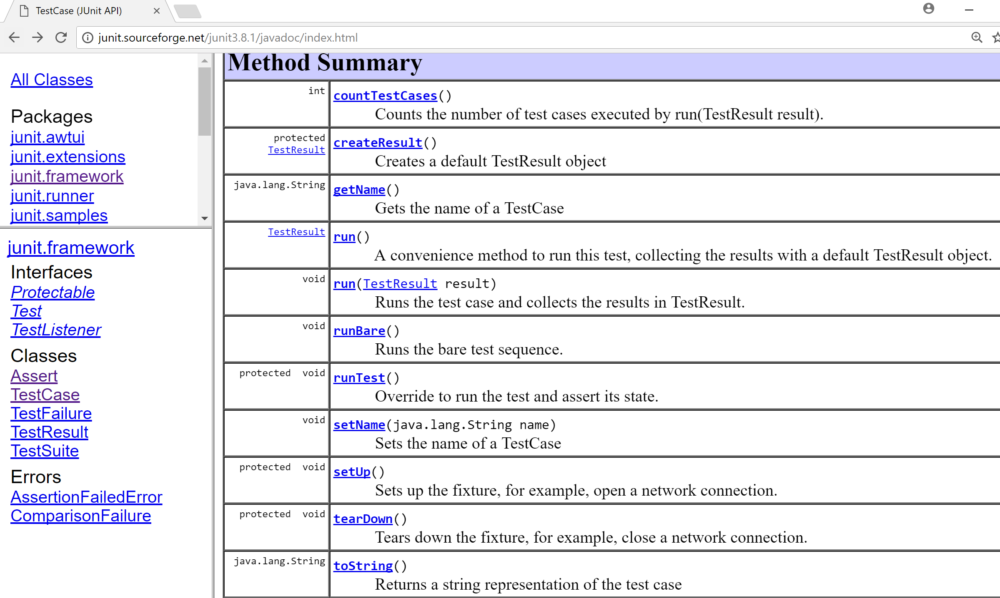 TestCase (JUnit API)
junit.sourceforge.net/junit3.8.1/javadoc/index.html
All Classes
Packages
junit.awtui
junit.extensions
junit.framework
junit.runner
junit.samples
junit.framework
Interfaces
Protectable
Test
TestListener
Classes
Assert
TestCase
TestFailure
TestResult
TestSuite
Errors
AssertionFailedError
ComparisonFailure
Method Summary
int countTestCases()
Counts the number of test cases executed by run(TestResult result).
protected
TestResult createResult()
Creates a default TestResult object
java.lang.String getName()
Gets the name of a TestCase
TestResult run()
A convenience method to run this test, collecting the results with a default TestResult object.
void run(TestResult result)
Runs the test case and collects the results in TestResult.
void runBare()
Runs the bare test sequence.
protected void runTest()
Override to run the test and assert its state.
void setName(java.lang.String name)
Sets the name of a TestCase
protected void setUp()
Sets up the fixture, for example, open a network connection.
protected void tearDown()
Tears down the fixture, for example, close a network connection.
java.lang.String toString()
Returns a string representation of the test case